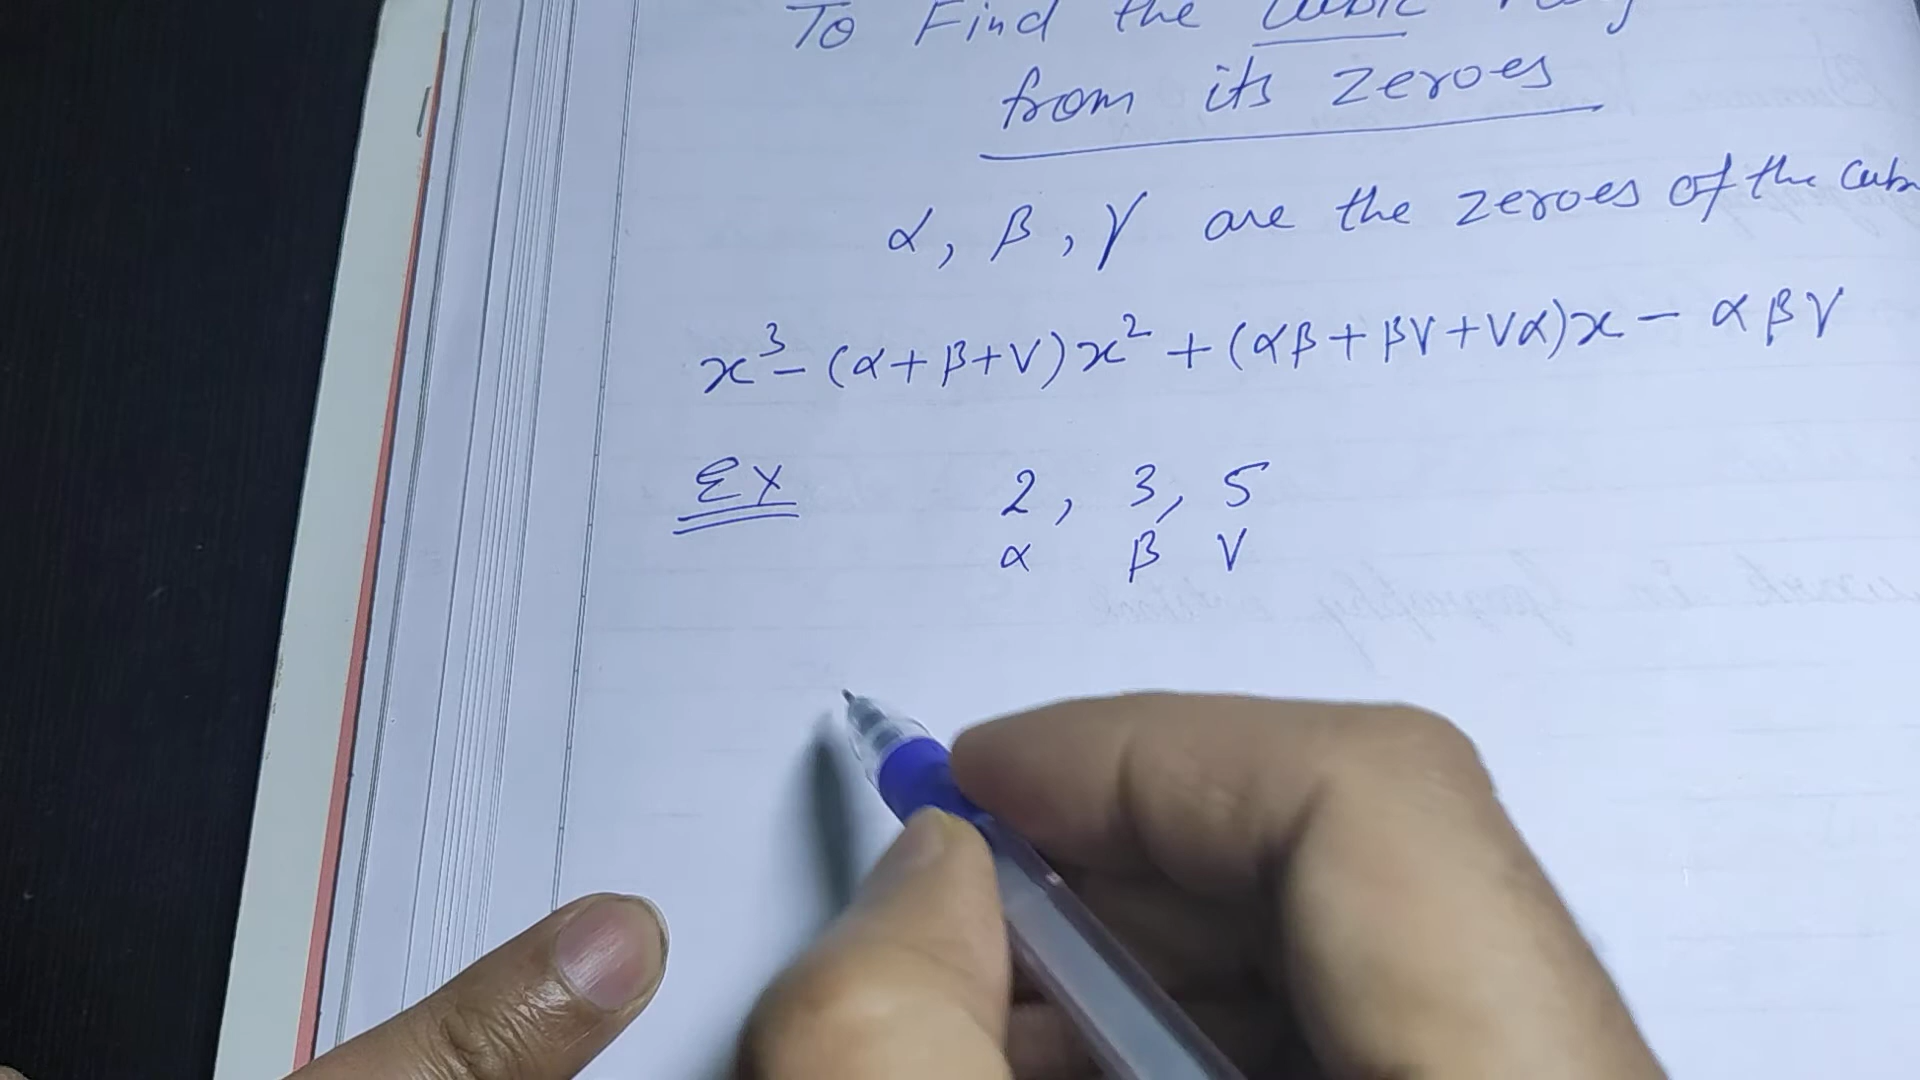 To Find the Cubic
from its zeroes
α, β, γ are the zeroes of the
x³ - (α+β+γ)x² + (αβ+βγ+γα)x - αβγ
Ex 2, 3, 5
α β γ